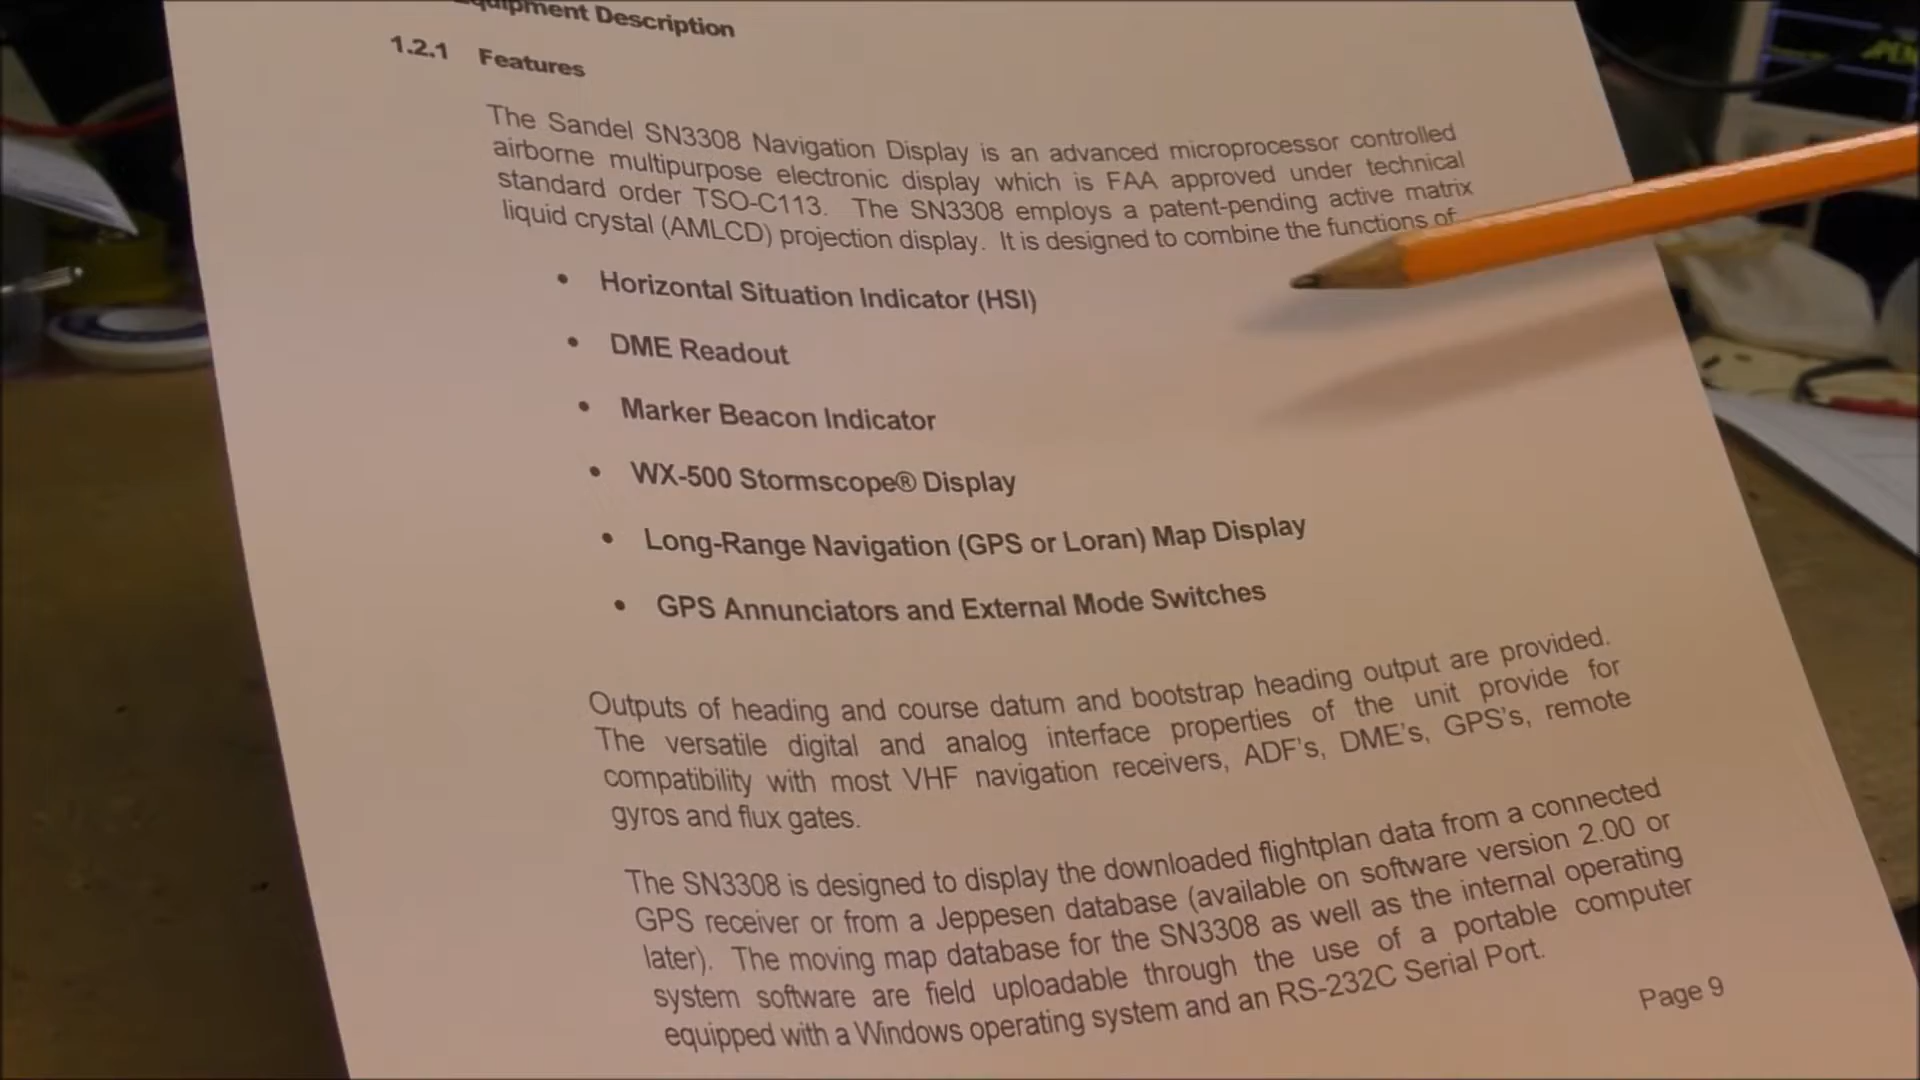 Equipment Description
1.2.1 Features
The Sandel SN3308 Navigation Display is an advanced microprocessor controlled
airborne multipurpose electronic display which is FAA approved under technical
standard order TSO-C113. The SN3308 employs a patent-pending active matrix
liquid crystal (AMLCD) projection display. It is designed to combine the functions of
• Horizontal Situation Indicator (HSI)
• DME Readout
• Marker Beacon Indicator
• WX-500 Stormscope® Display
• Long-Range Navigation (GPS or Loran) Map Display
• GPS Annunciators and External Mode Switches
Outputs of heading and course datum and bootstrap heading output are provided.
The versatile digital and analog interface properties of the unit provide for
compatibility with most VHF navigation receivers, ADF's, DME's, GPS's, remote
gyros and flux gates.
The SN3308 is designed to display the downloaded flightplan data from a connected
GPS receiver or from a Jeppesen database (available on software version 2.00 or
later). The moving map database for the SN3308 as well as the internal operating
system software are field uploadable through the use of a portable computer
equipped with a Windows operating system and an RS-232C Serial Port.
Page 9